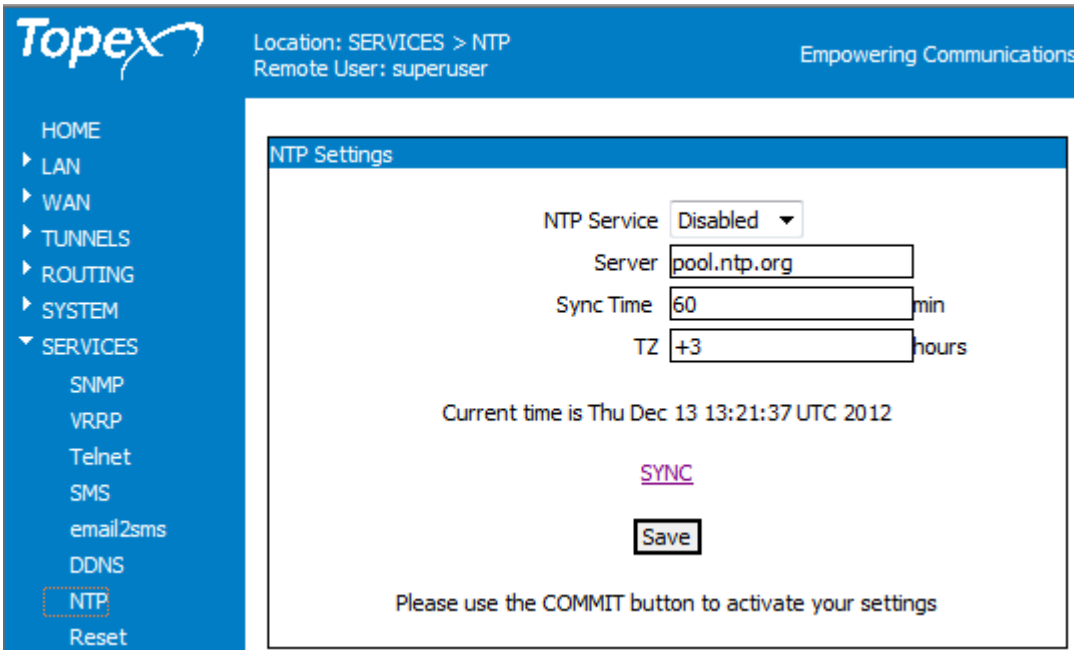 Topex
Location: SERVICES > NTP
Remote User: superuser
Empowering Communications
HOME
LAN
WAN
TUNNELS
ROUTING
SYSTEM
SERVICES
SNMP
VRRP
Telnet
SMS
email2sms
DDNS
NTP
Reset
NTP Settings
NTP Service Disabled
Server pool.ntp.org
Sync Time 60 min
TZ +3 hours
Current time is Thu Dec 13 13:21:37 UTC 2012
SYNC
Save
Please use the COMMIT button to activate your settings